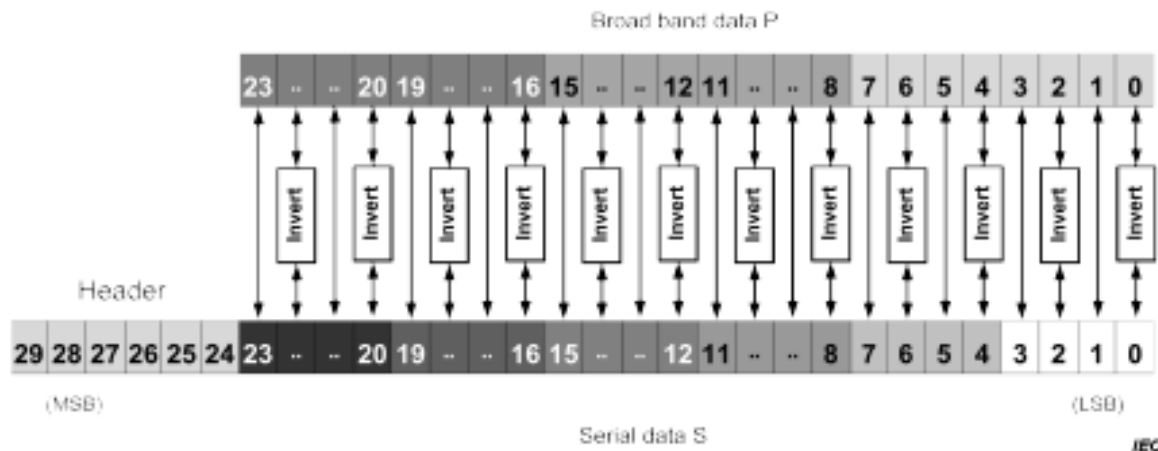 Broad band data P
23 .. .. 20 19 .. .. 16 15 .. .. 12 11 .. .. 8 7 6 5 4 3 2 1 0
Invert Invert Invert Invert Invert Invert Invert Invert Invert Invert Invert Invert
Header
29 28 27 26 25 24 23 .. .. 20 19 .. .. 16 15 .. .. 12 11 .. .. 8 7 6 5 4 3 2 1 0
(MSB) (LSB)
Serial data S
IEC